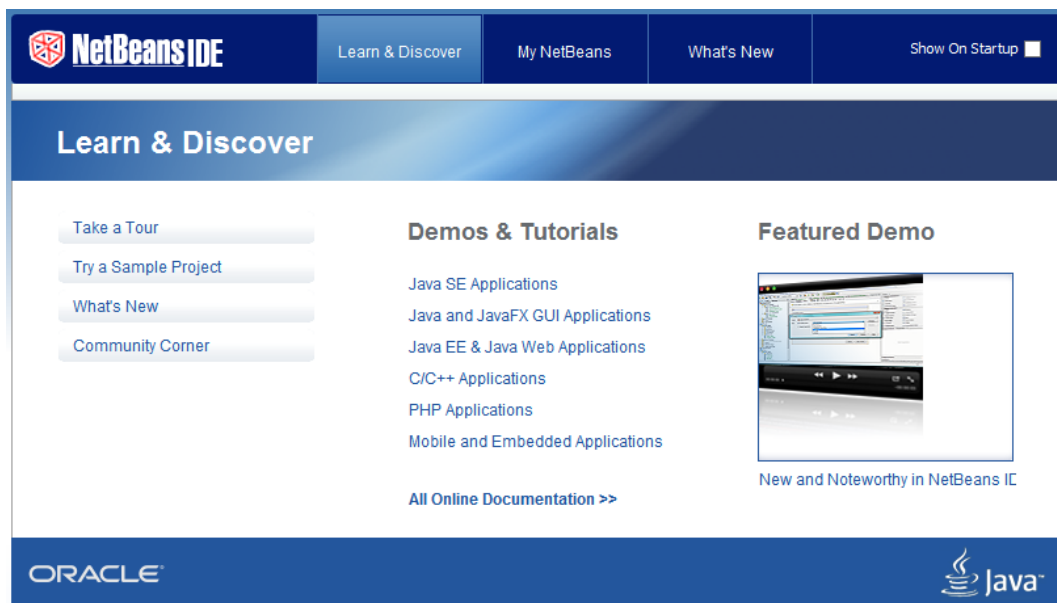 NetBeans IDE
Learn & Discover
My NetBeans
What's New
Show On Startup
Learn & Discover
Take a Tour
Try a Sample Project
What's New
Community Corner
Demos & Tutorials
Java SE Applications
Java and JavaFX GUI Applications
Java EE & Java Web Applications
C/C++ Applications
PHP Applications
Mobile and Embedded Applications
All Online Documentation >>
Featured Demo
New and Noteworthy in NetBeans
ORACLE
Java